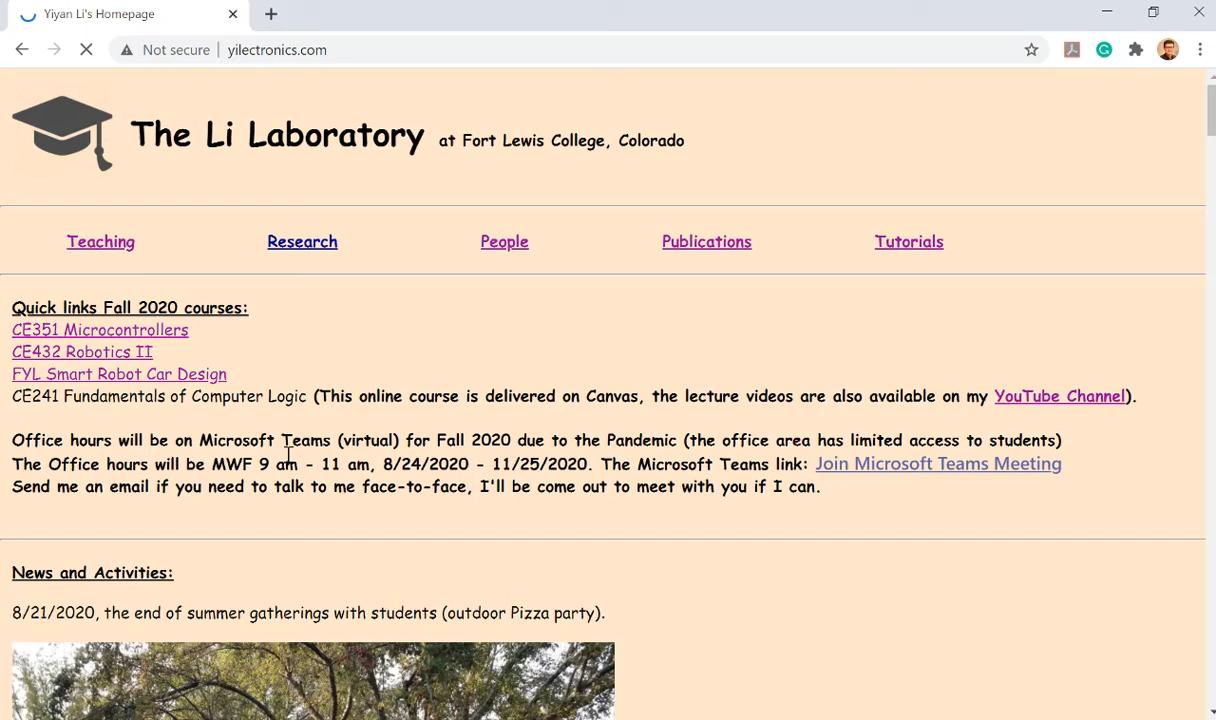 Yiyan Li's Homepage
Not secure | yilectronics.com
The Li Laboratory at Fort Lewis College, Colorado
Teaching Research People Publications Tutorials
Quick links Fall 2020 courses:
CE351 Microcontrollers
CE432 Robotics II
FYL Smart Robot Car Design
CE241 Fundamentals of Computer Logic (This online course is delivered on Canvas, the lecture videos are also available on my YouTube Channel).
Office hours will be on Microsoft Teams (virtual) for Fall 2020 due to the Pandemic (the office area has limited access to students)
The Office hours will be MWF 9 am - 11 am, 8/24/2020 - 11/25/2020. The Microsoft Teams link: Join Microsoft Teams Meeting
Send me an email if you need to talk to me face-to-face, I'll be come out to meet with you if I can.
News and Activities:
8/21/2020, the end of summer gatherings with students (outdoor Pizza party).